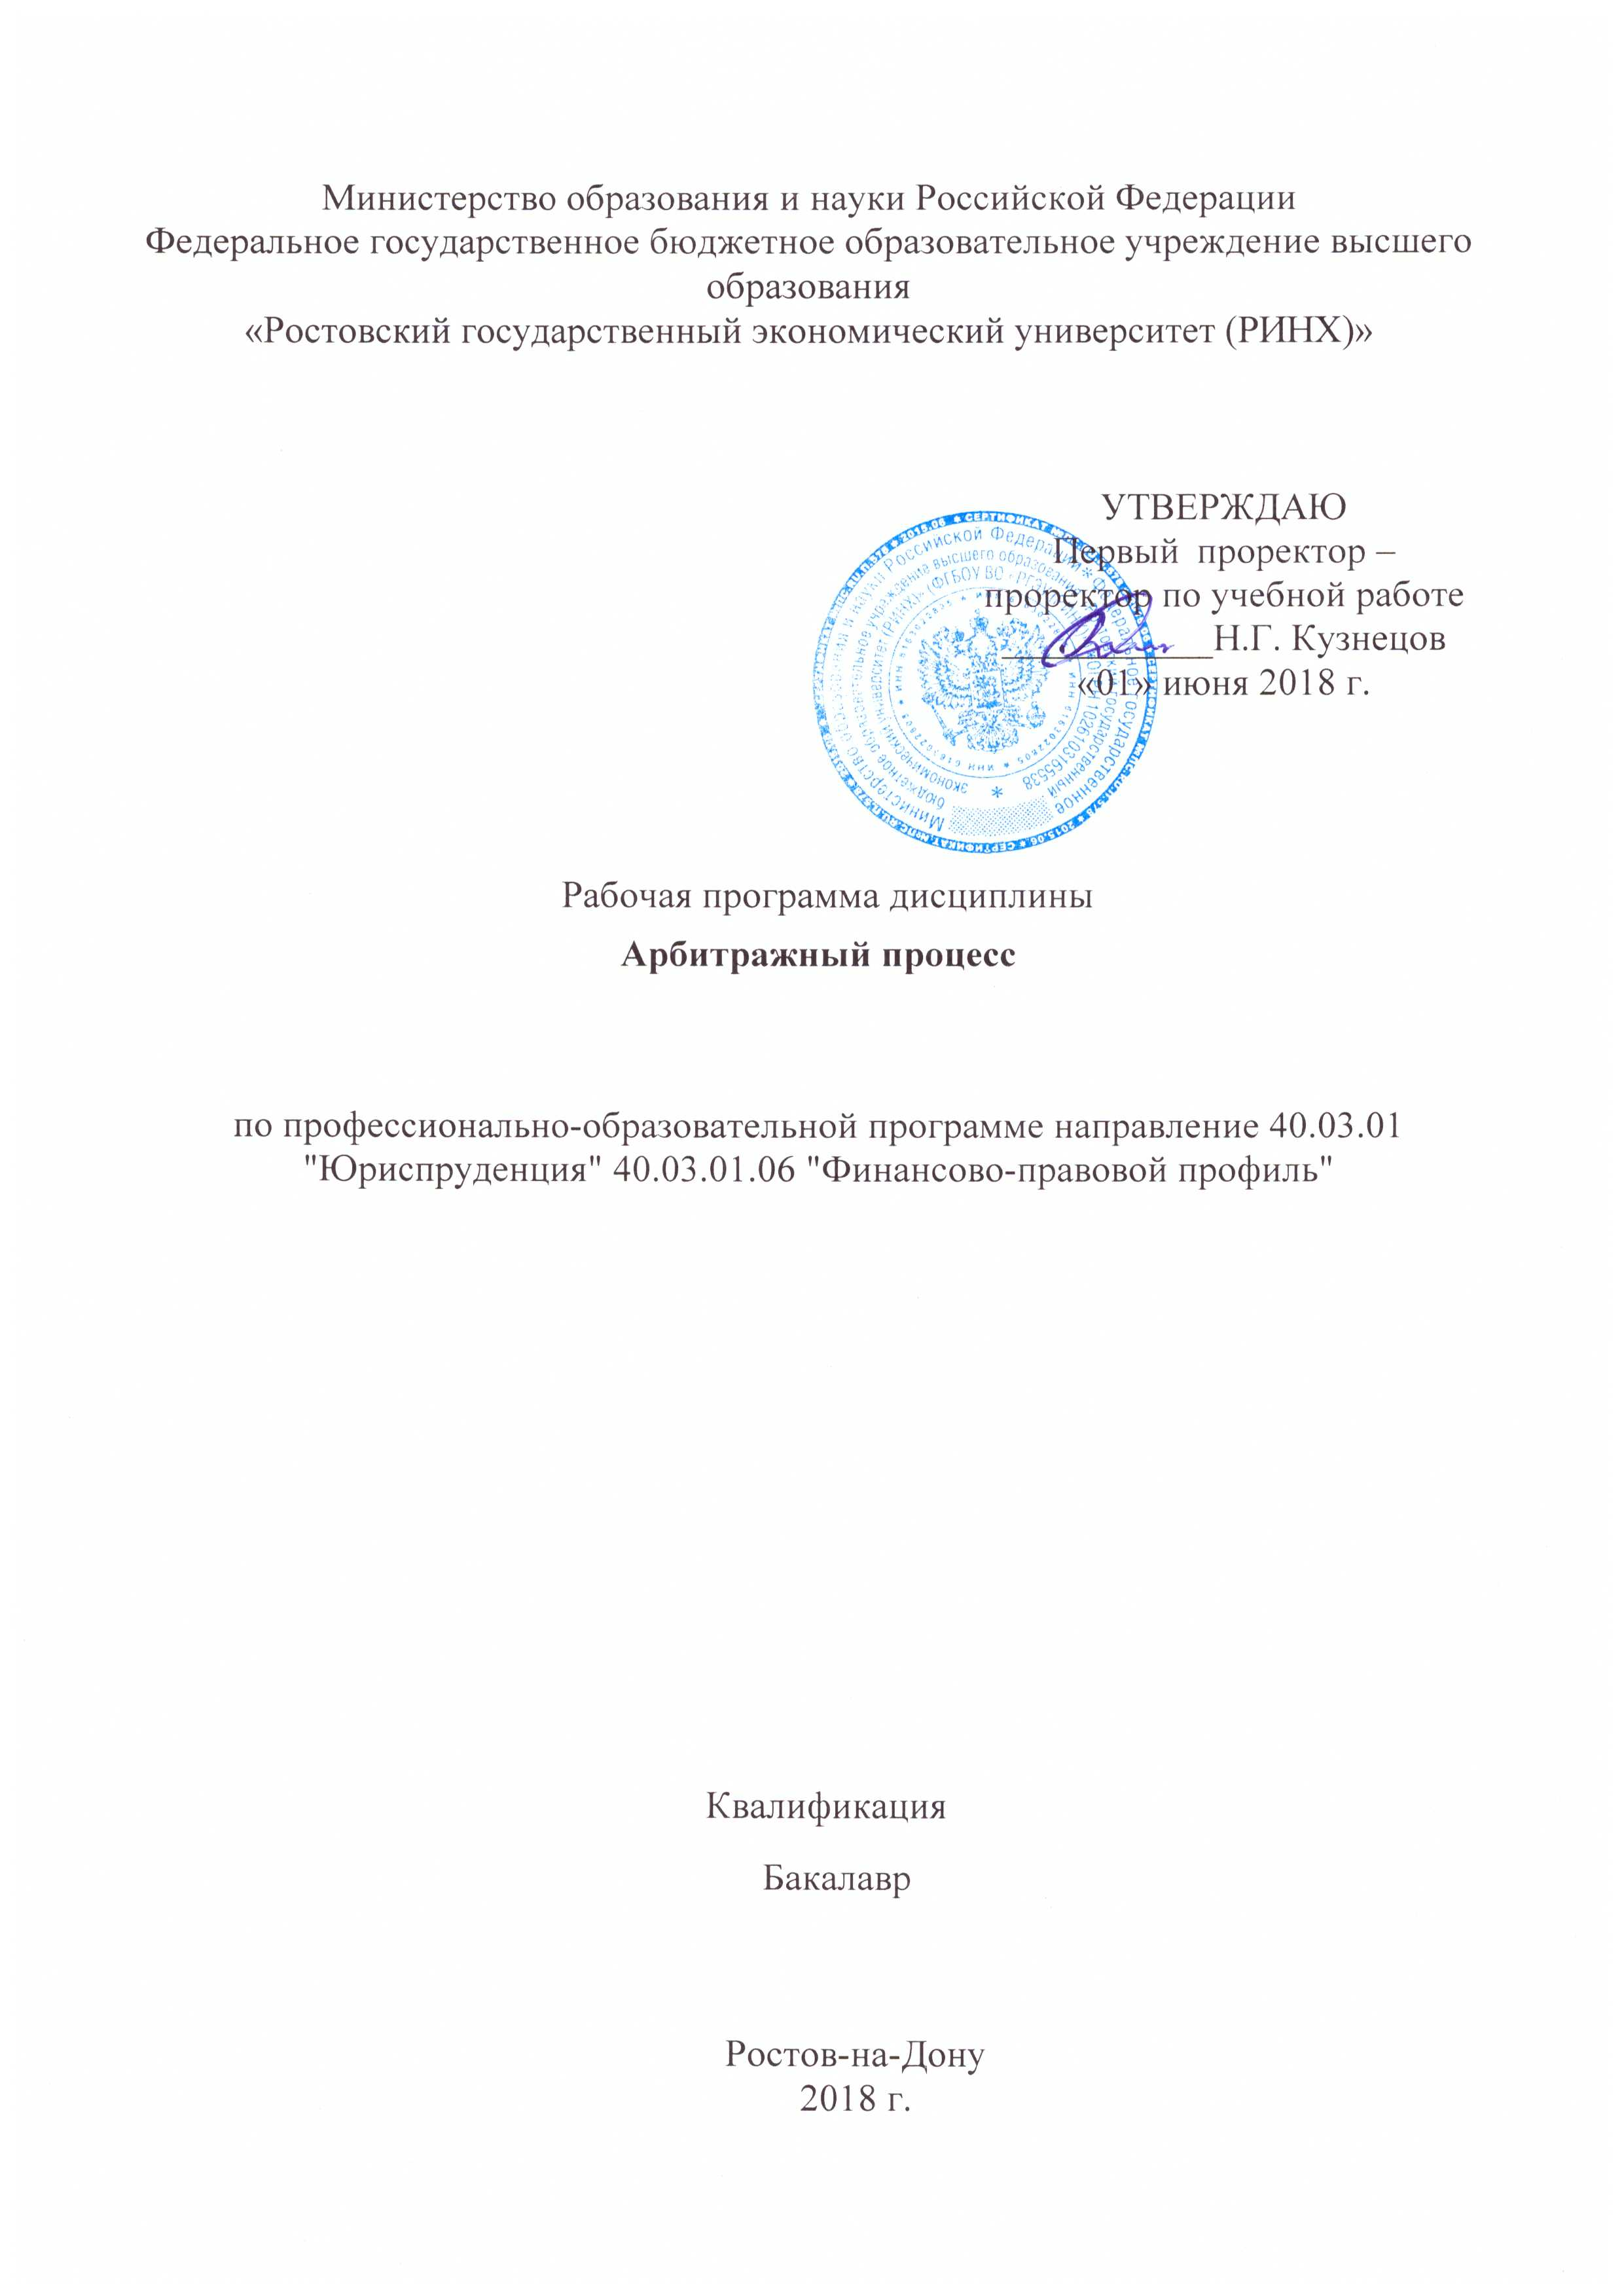 Министерство образования и науки Российской Федерации
Федеральное государственное бюджетное образовательное учреждение высшего
образования
«Ростовский государственный экономический университет (РИНХ)»
УТВЕРЖДАЮ
Первый проректор –
проректор по учебной работе
Н.Г. Кузнецов
«01» июня 2018 г.
Рабочая программа дисциплины
Арбитражный процесс
по профессионально-образовательной программе направление 40.03.01
"Юриспруденция" 40.03.01.06 "Финансово-правовой профиль"
Квалификация
Бакалавр
Ростов-на-Дону
2018 г.